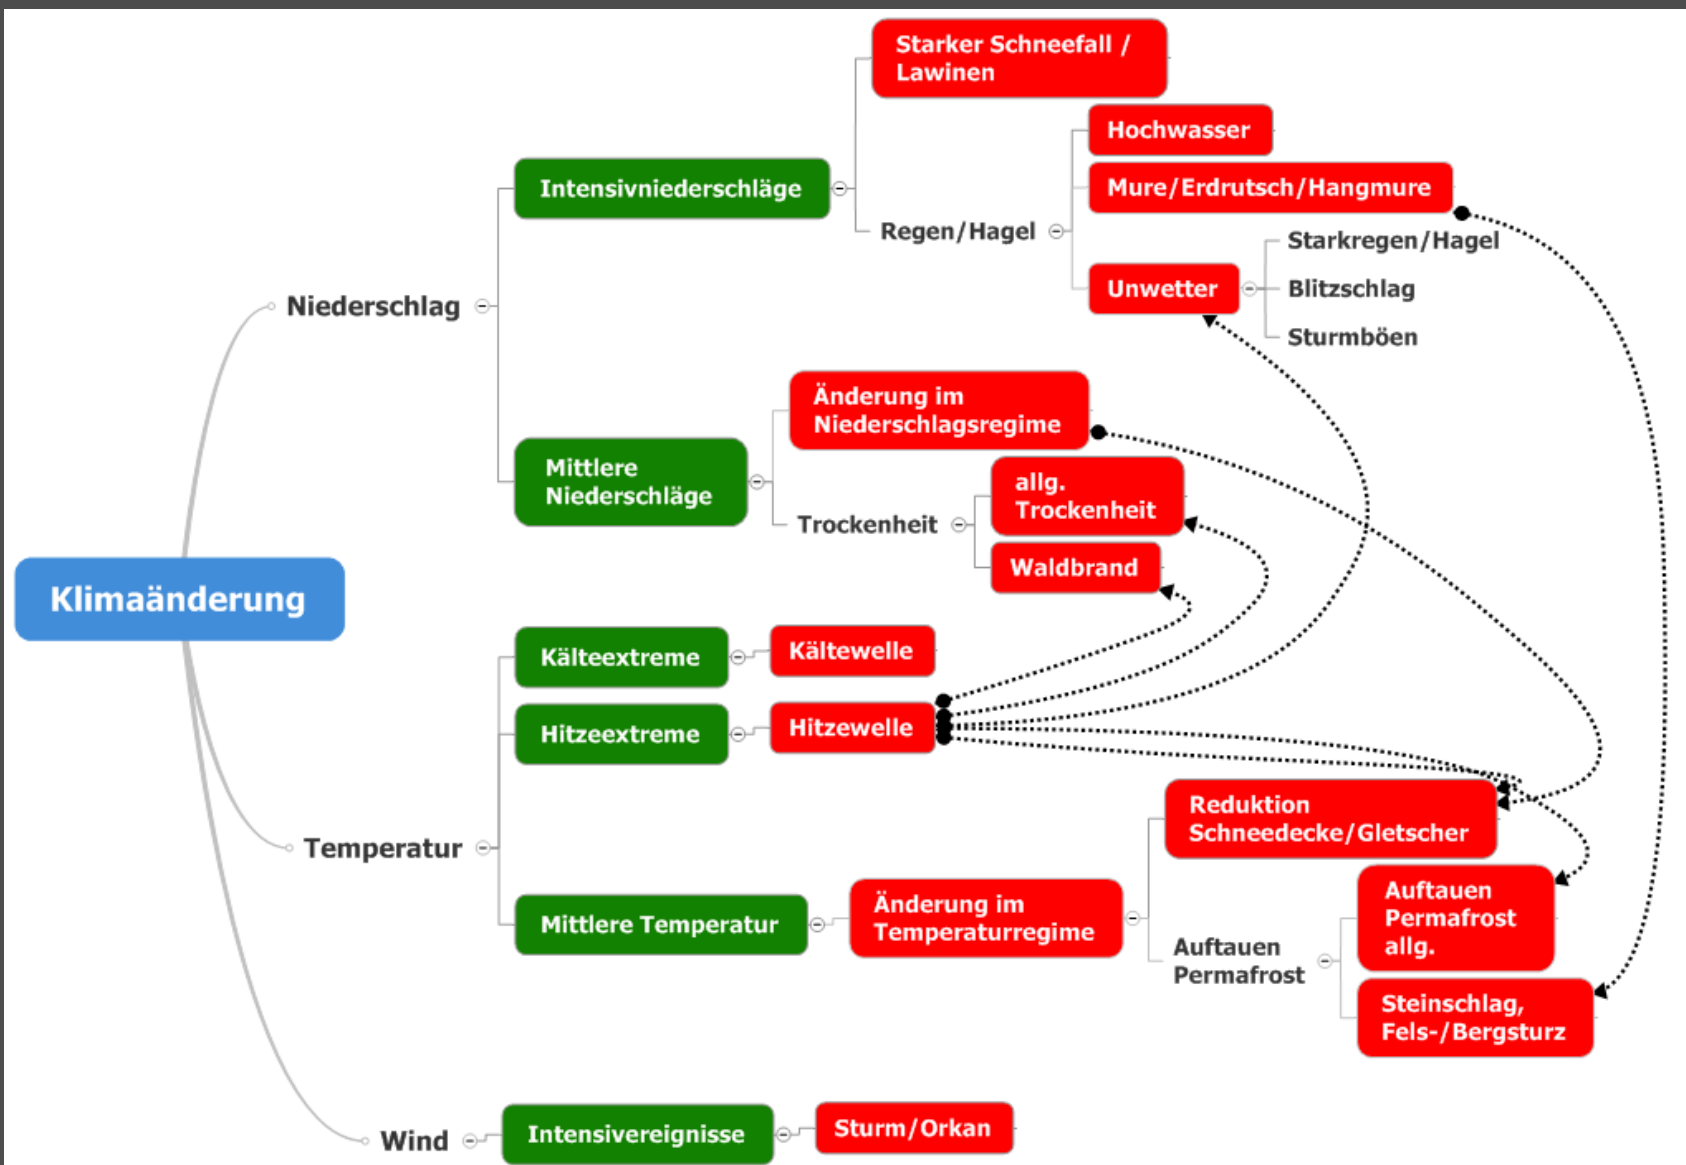 Klimaänderung
Niederschlag
Intensivniederschläge
Starker Schneefall /
Lawinen
Regen/Hagel
Hochwasser
Mure/Erdrutsch/Hangmure
Unwetter
Starkregen/Hagel
Blitzschlag
Sturmböen
Mittlere
Niederschläge
Änderung im
Niederschlagsregime
Trockenheit
allg.
Trockenheit
Waldbrand
Temperatur
Kälteextreme
Kältewelle
Hitzeextreme
Hitzewelle
Mittlere Temperatur
Änderung im
Temperaturregime
Reduktion
Schneedecke/Gletscher
Auftauen
Permafrost
Auftauen
Permafrost
allg.
Steinschlag,
Fels-/Bergsturz
Wind
Intensivereignisse
Sturm/Orkan